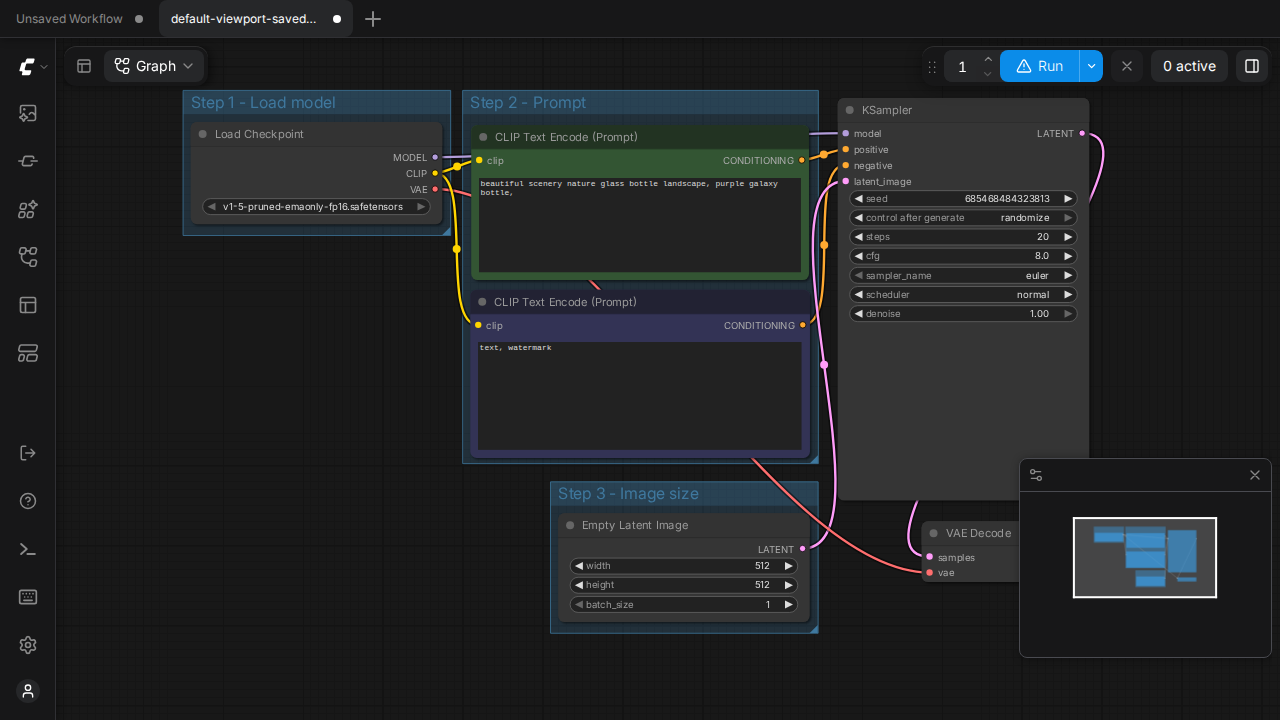 Unsaved Workflow
default-viewport-saved...
Graph
1
Run
0 active
Step 1 - Load model
Load Checkpoint
MODEL
CLIP
VAE
v1-5-pruned-emaonly-fp16.safetensors
Step 2 - Prompt
CLIP Text Encode (Prompt)
clip CONDITIONING
beautiful scenery nature glass bottle landscape, purple galaxy
bottle,
CLIP Text Encode (Prompt)
clip CONDITIONING
text, watermark
Step 3 - Image size
Empty Latent Image
LATENT
width 512
height 512
batch_size 1
KSampler
model LATENT
positive
negative
latent_image
seed 685468484323813
control after generate randomize
steps 20
cfg 8.0
sampler_name euler
scheduler normal
denoise 1.00
VAE Decode
samples
vae